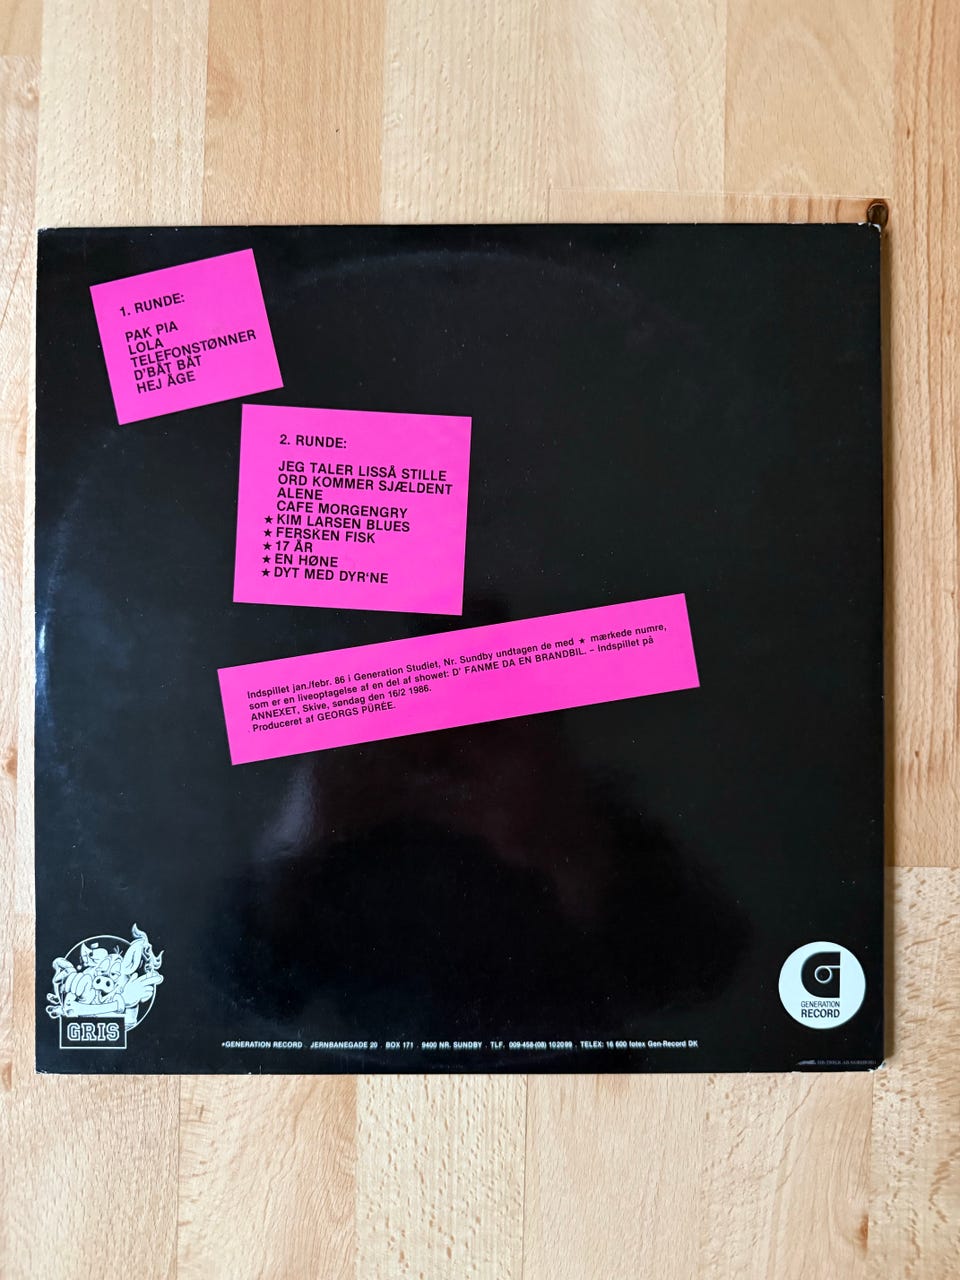 1. RUNDE:
PAK PIA
LOLA
TELEFONSTØNNER
D'BÅT BÅT
HEJ ÅGE
2. RUNDE:
JEG TALER LISSÅ STILLE
ORD KOMMER SJÆLDENT
ALENE
CAFE MORGENGRY
★ KIM LARSEN BLUES
★ FERSKEN FISK
★ 17 ÅR
★ EN HØNE
★ DYT MED DYR'NE
Indspillet jan./febr. 86 i Generation Studiet, Nr. Sundby undtagen de med ★ mærkede numre,
som er en liveoptagelse af en del af showet: D' FANME DA EN BRANDBIL. – Indspillet på
ANNEXET, Skive, søndag den 16/2 1986.
Produceret af GEORGS PÜRÉE.
GRIS
GENERATION
RECORD
GENERATION RECORD . JERNBANEGADE 20 . BOX 171 . 9400 NR. SUNDBY . TLF. 009-458-(08) 102099 . TELEX: 16 600 fotex Gen-Record DK